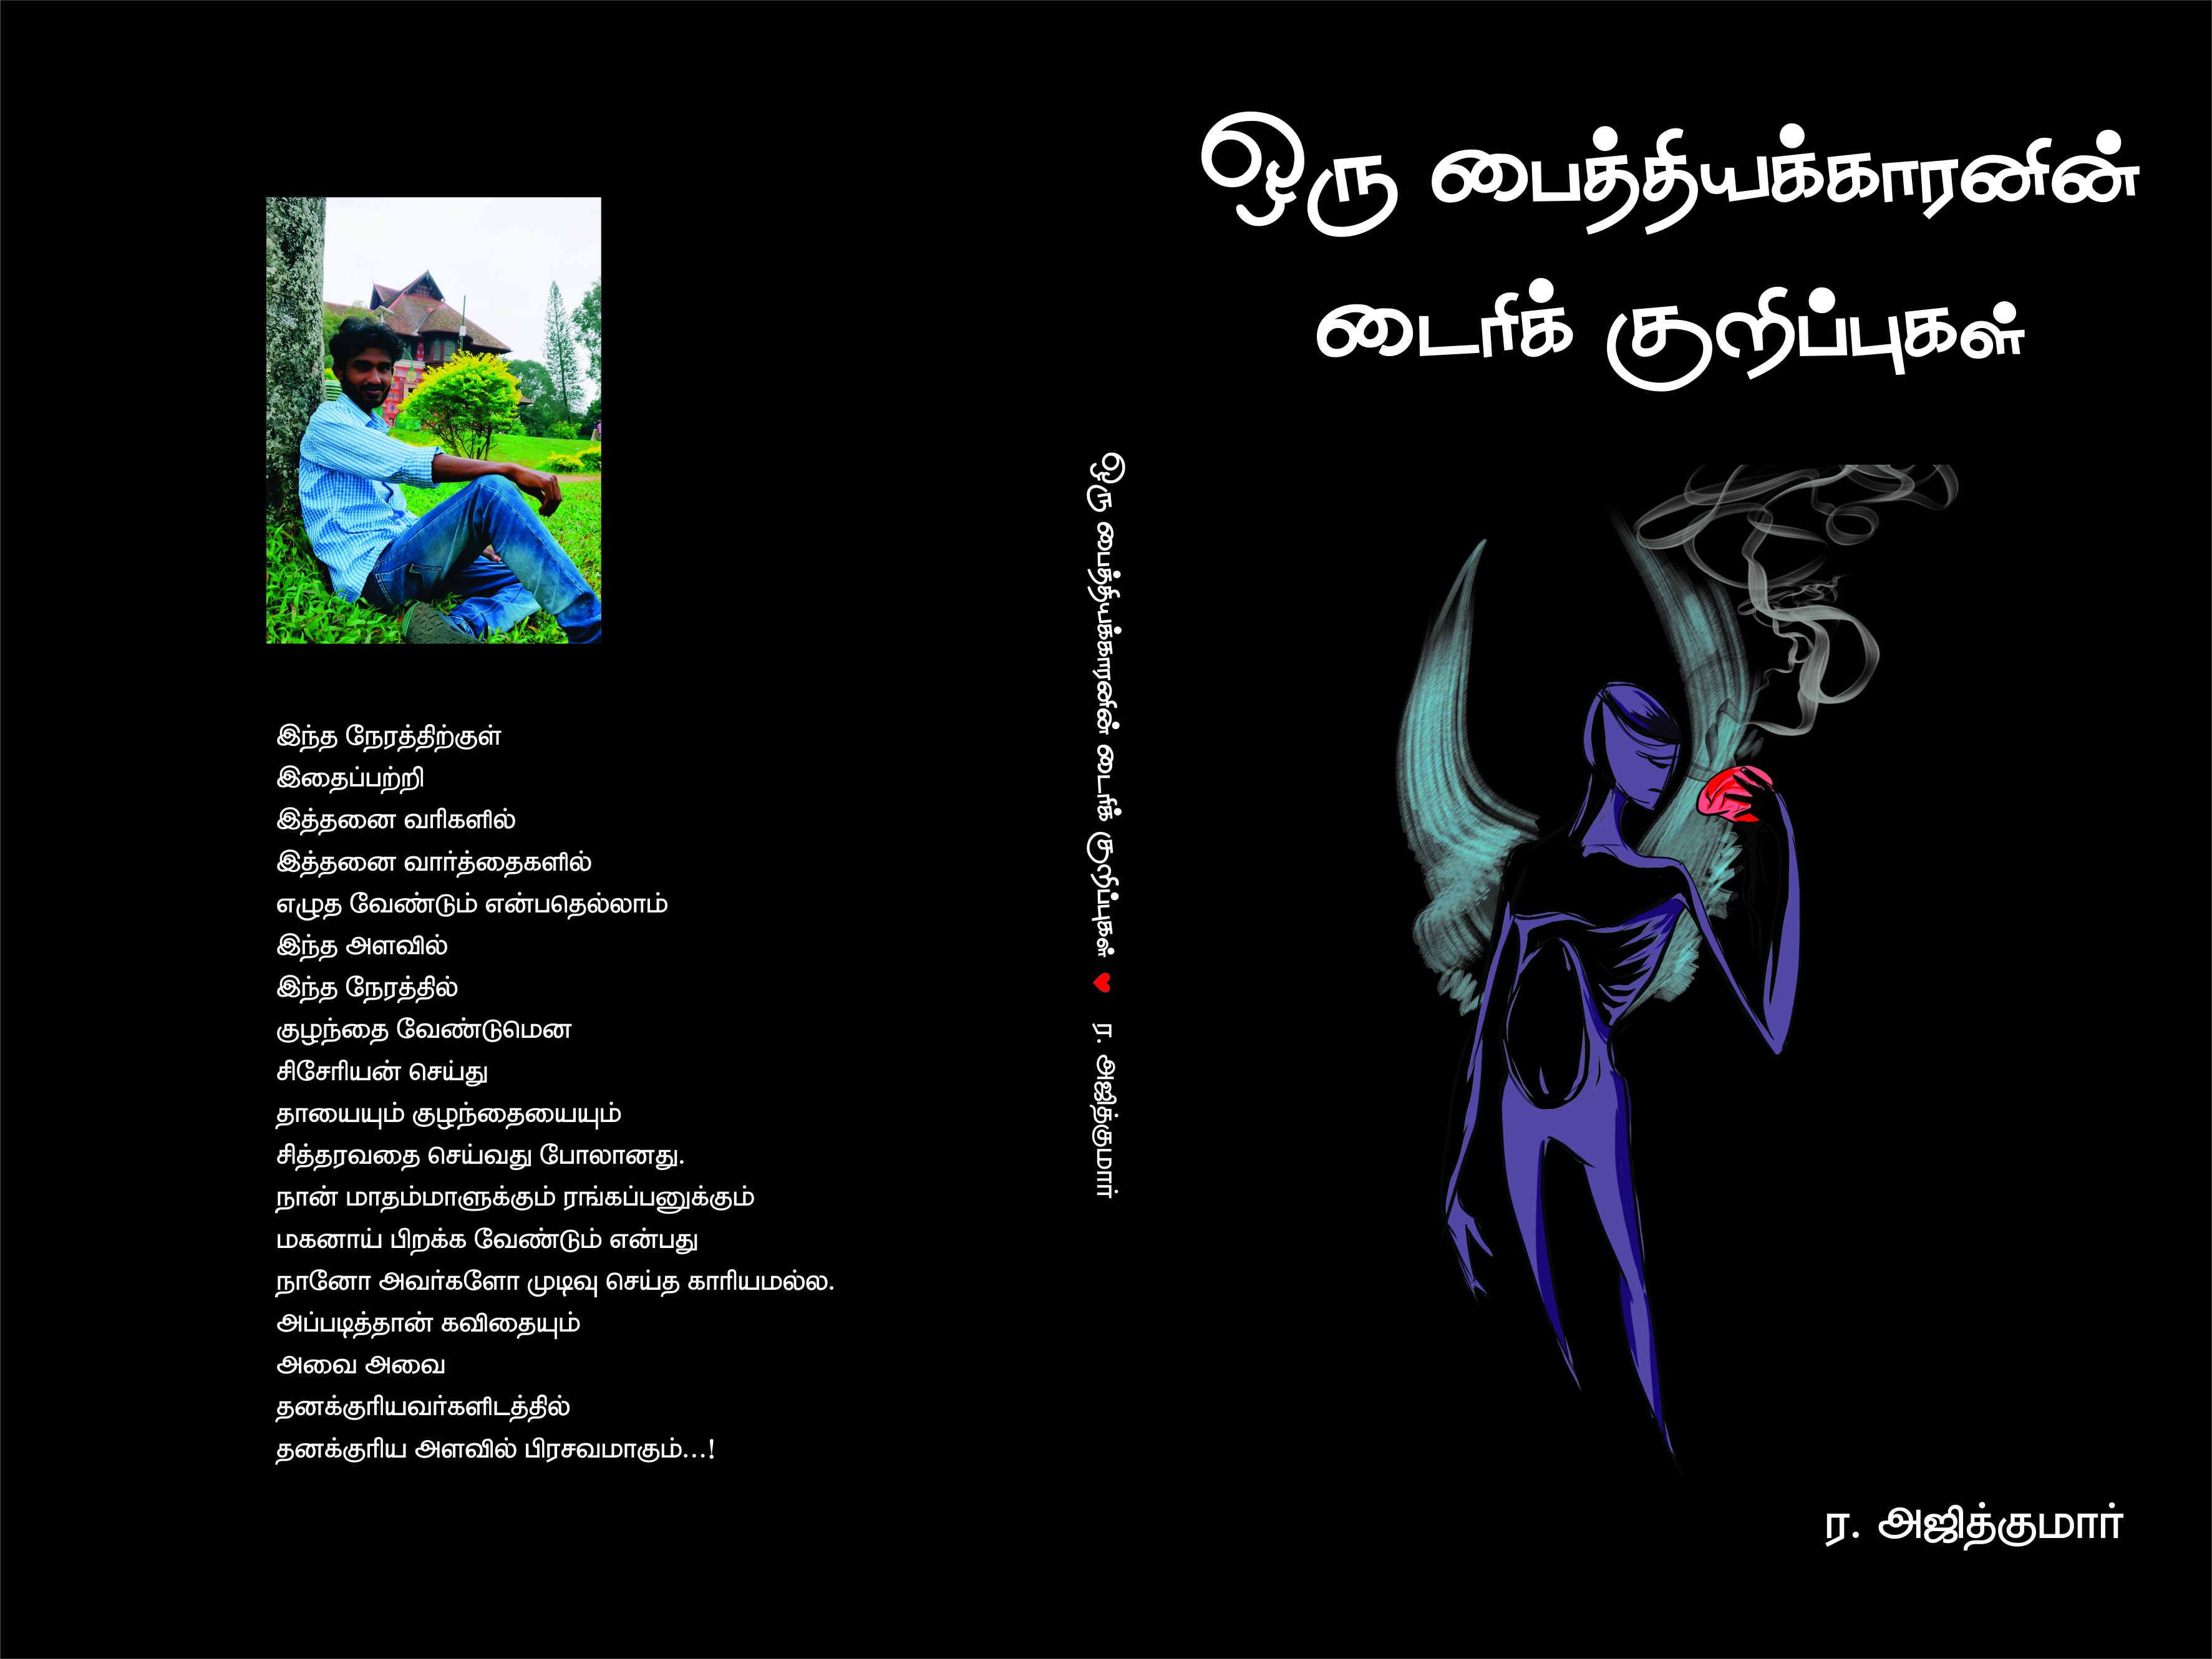 ஒரு பைத்தியக்காரனின்
டைரிக் குறிப்புகள்
ர. அஜித்குமார்
ஒரு பைத்தியக்காரனின் டைரிக் குறிப்புகள் ♥ ர. அஜித்குமார்
இந்த நேரத்திற்குள்
இதைப்பற்றி
இத்தனை வரிகளில்
இத்தனை வார்த்தைகளில்
எழுத வேண்டும் என்பதெல்லாம்
இந்த அளவில்
இந்த நேரத்தில்
குழந்தை வேண்டுமென
சிசேரியன் செய்து
தாயையும் குழந்தையையும்
சித்தரவதை செய்வது போலானது.
நான் மாதம்மாளுக்கும் ரங்கப்பனுக்கும்
மகனாய் பிறக்க வேண்டும் என்பது
நானோ அவர்களோ முடிவு செய்த காரியமல்ல.
அப்படித்தான் கவிதையும்
அவை அவை
தனக்குரியவர்களிடத்தில்
தனக்குரிய அளவில் பிரசவமாகும்...!